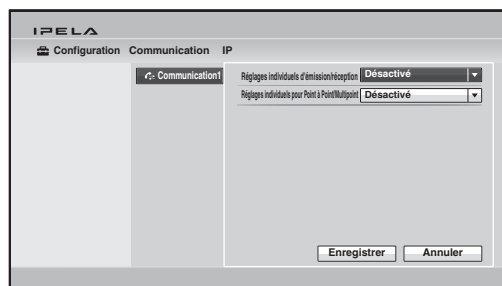 IPELA
Configuration Communication IP
Communication1
Réglages individuels d'émission/réception Désactivé
Réglages individuels pour Point à Point/Multipoint Désactivé
Enregistrer Annuler